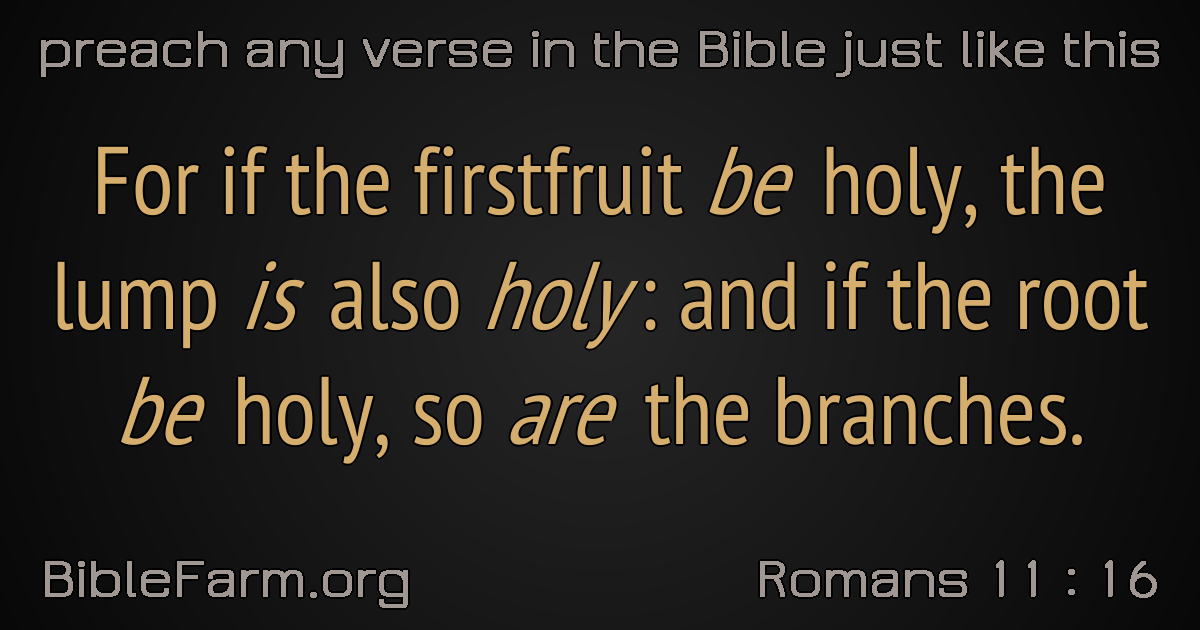 preach any verse in the Bible just like this
For if the firstfruit be holy, the
lump is also holy: and if the root
be holy, so are the branches.
BibleFarm.org
Romans 11 : 16